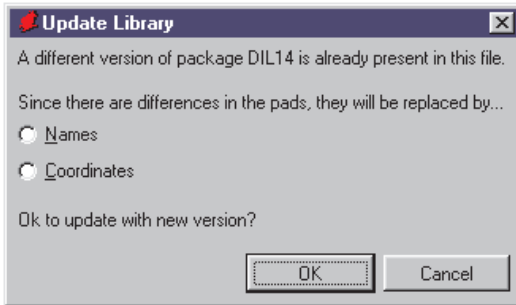 Update Library
A different version of package DIL14 is already present in this file.
Since there are differences in the pads, they will be replaced by...
Names
Coordinates
Ok to update with new version?
OK Cancel